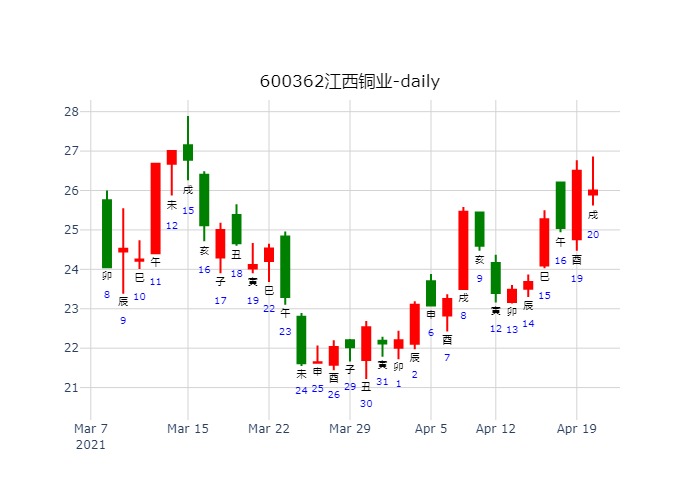 600362江西铜业-daily
28
27
26
25
24
23
22
21
卯
8
辰
9
巳
10
午
11
未
12
戌
15
亥
16
子
17
丑
18
寅
19
巳
22
午
23
未
24
申
25
酉
26
子
29
丑
30
寅
31
卯
1
辰
2
申
6
酉
7
戌
8
亥
9
寅
12
卯
13
辰
14
巳
15
午
16
酉
19
戌
20
Mar 7
2021
Mar 15
Mar 22
Mar 29
Apr 5
Apr 12
Apr 19